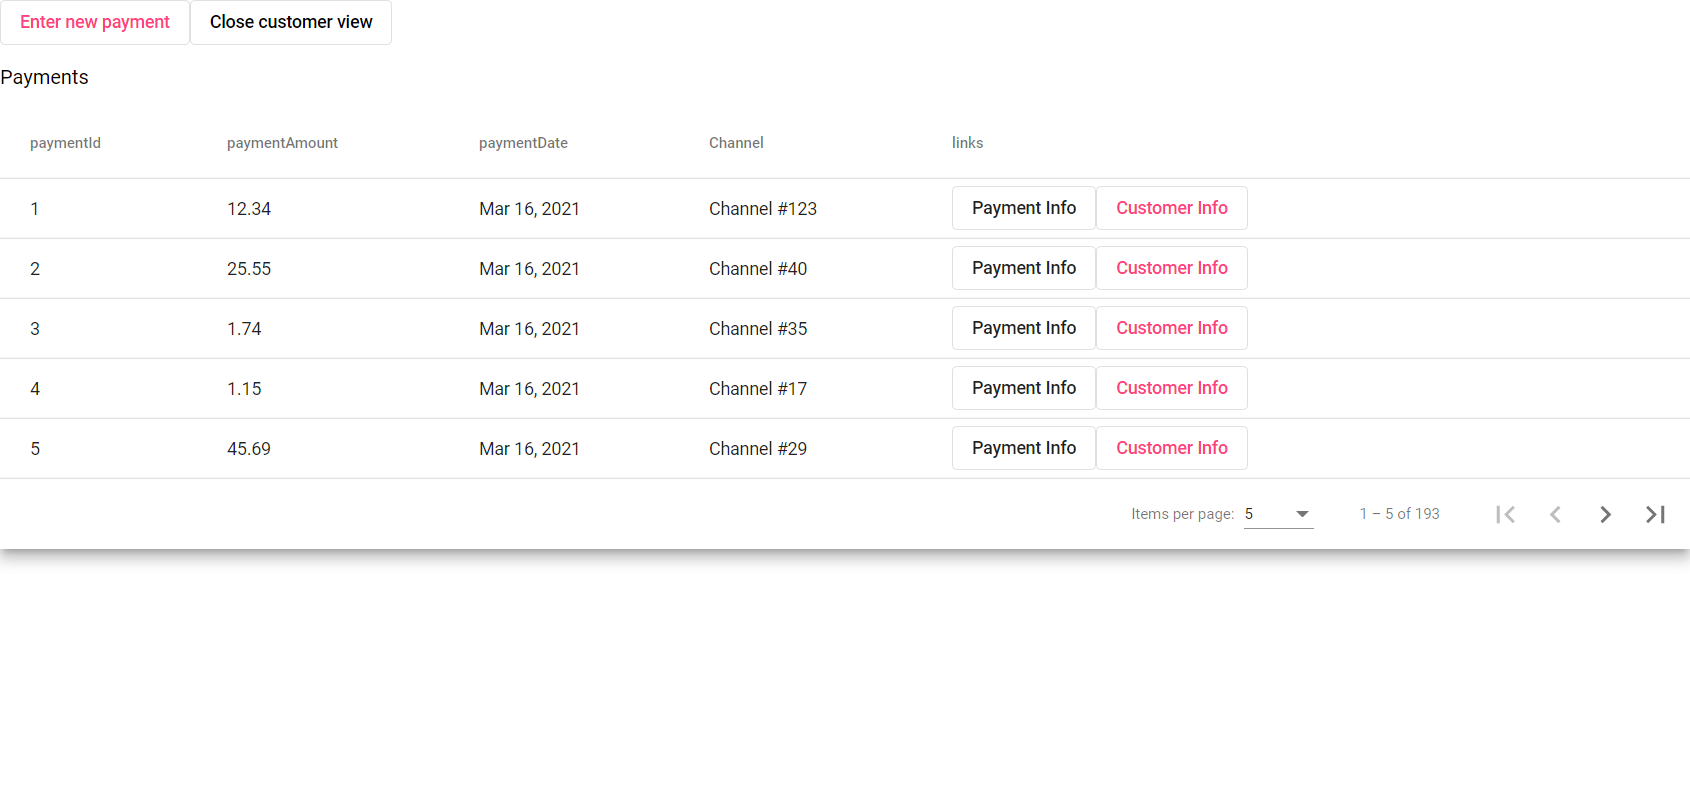 Enter new payment Close customer view
Payments
paymentId paymentAmount paymentDate Channel links
1 12.34 Mar 16, 2021 Channel #123 Payment Info Customer Info
2 25.55 Mar 16, 2021 Channel #40 Payment Info Customer Info
3 1.74 Mar 16, 2021 Channel #35 Payment Info Customer Info
4 1.15 Mar 16, 2021 Channel #17 Payment Info Customer Info
5 45.69 Mar 16, 2021 Channel #29 Payment Info Customer Info
Items per page: 5 1 – 5 of 193